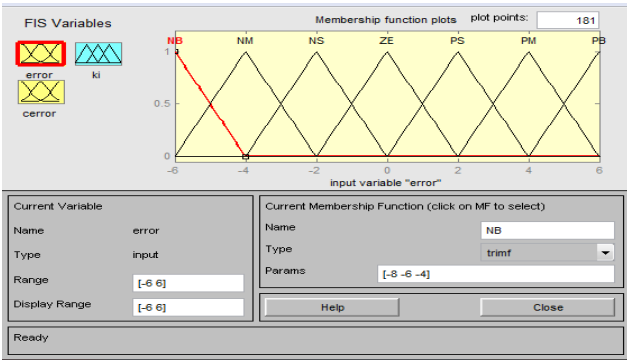 FIS Variables
error
ki
cerror
Membership function plots
plot points:
181
NB
NM
NS
ZE
PS
PM
PB
1
0.5
0
-6
-4
-2
0
2
4
6
input variable "error"
Current Variable
Name
error
Type
input
Range
[-6 6]
Display Range
[-6 6]
Current Membership Function (click on MF to select)
Name
NB
Type
trimf
Params
[-8 -6 -4]
Help
Close
Ready